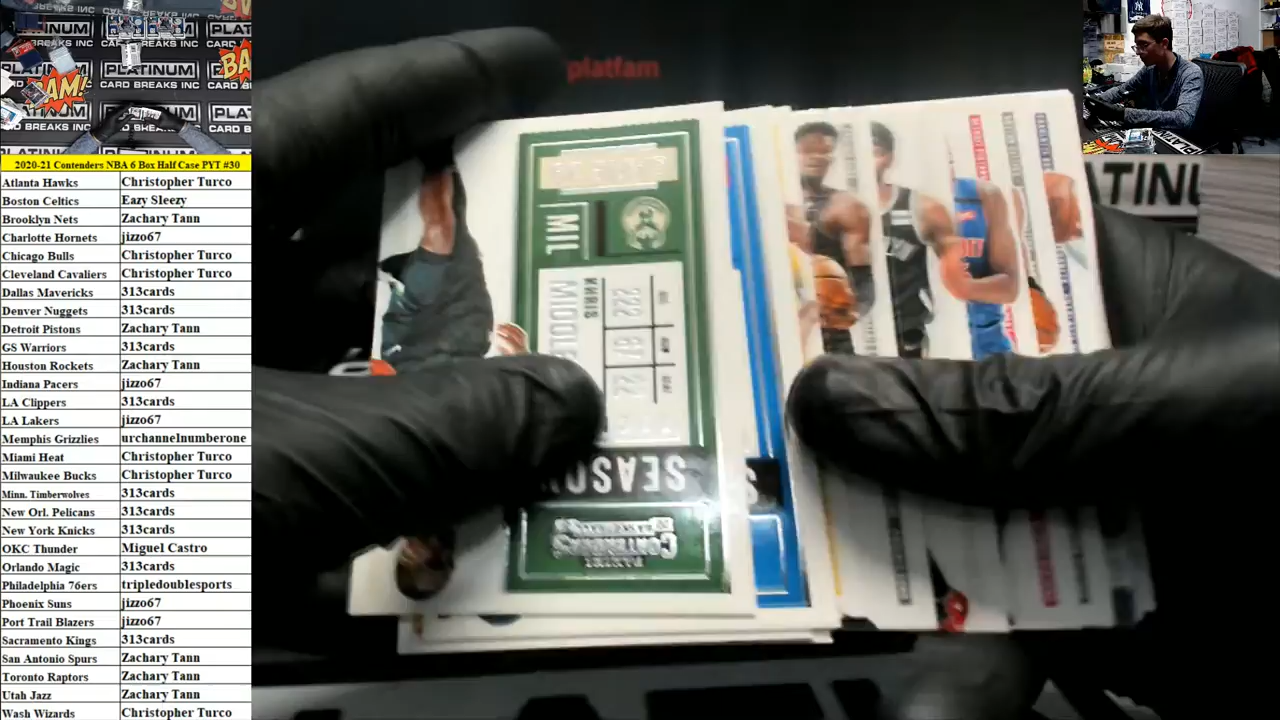 PLATINUM
CARD BREAKS INC
BAM!
platfam
2020-21 Contenders NBA 6 Box Half Case PYT #30
Atlanta Hawks Christopher Turco
Boston Celtics Eazy Sleezy
Brooklyn Nets Zachary Tann
Charlotte Hornets jizzo67
Chicago Bulls Christopher Turco
Cleveland Cavaliers Christopher Turco
Dallas Mavericks 313cards
Denver Nuggets 313cards
Detroit Pistons Zachary Tann
GS Warriors 313cards
Houston Rockets Zachary Tann
Indiana Pacers jizzo67
LA Clippers 313cards
LA Lakers jizzo67
Memphis Grizzlies urchannelnumberone
Miami Heat Christopher Turco
Milwaukee Bucks Christopher Turco
Minn. Timberwolves 313cards
New Orl. Pelicans 313cards
New York Knicks 313cards
OKC Thunder Miguel Castro
Orlando Magic 313cards
Philadelphia 76ers tripledoublesports
Phoenix Suns jizzo67
Port Trail Blazers jizzo67
Sacramento Kings 313cards
San Antonio Spurs Zachary Tann
Toronto Raptors Zachary Tann
Utah Jazz Zachary Tann
Wash Wizards Christopher Turco
MIL
KHRIS
222
SEASON
PANINI
CONTENDERS
BASKETBALL